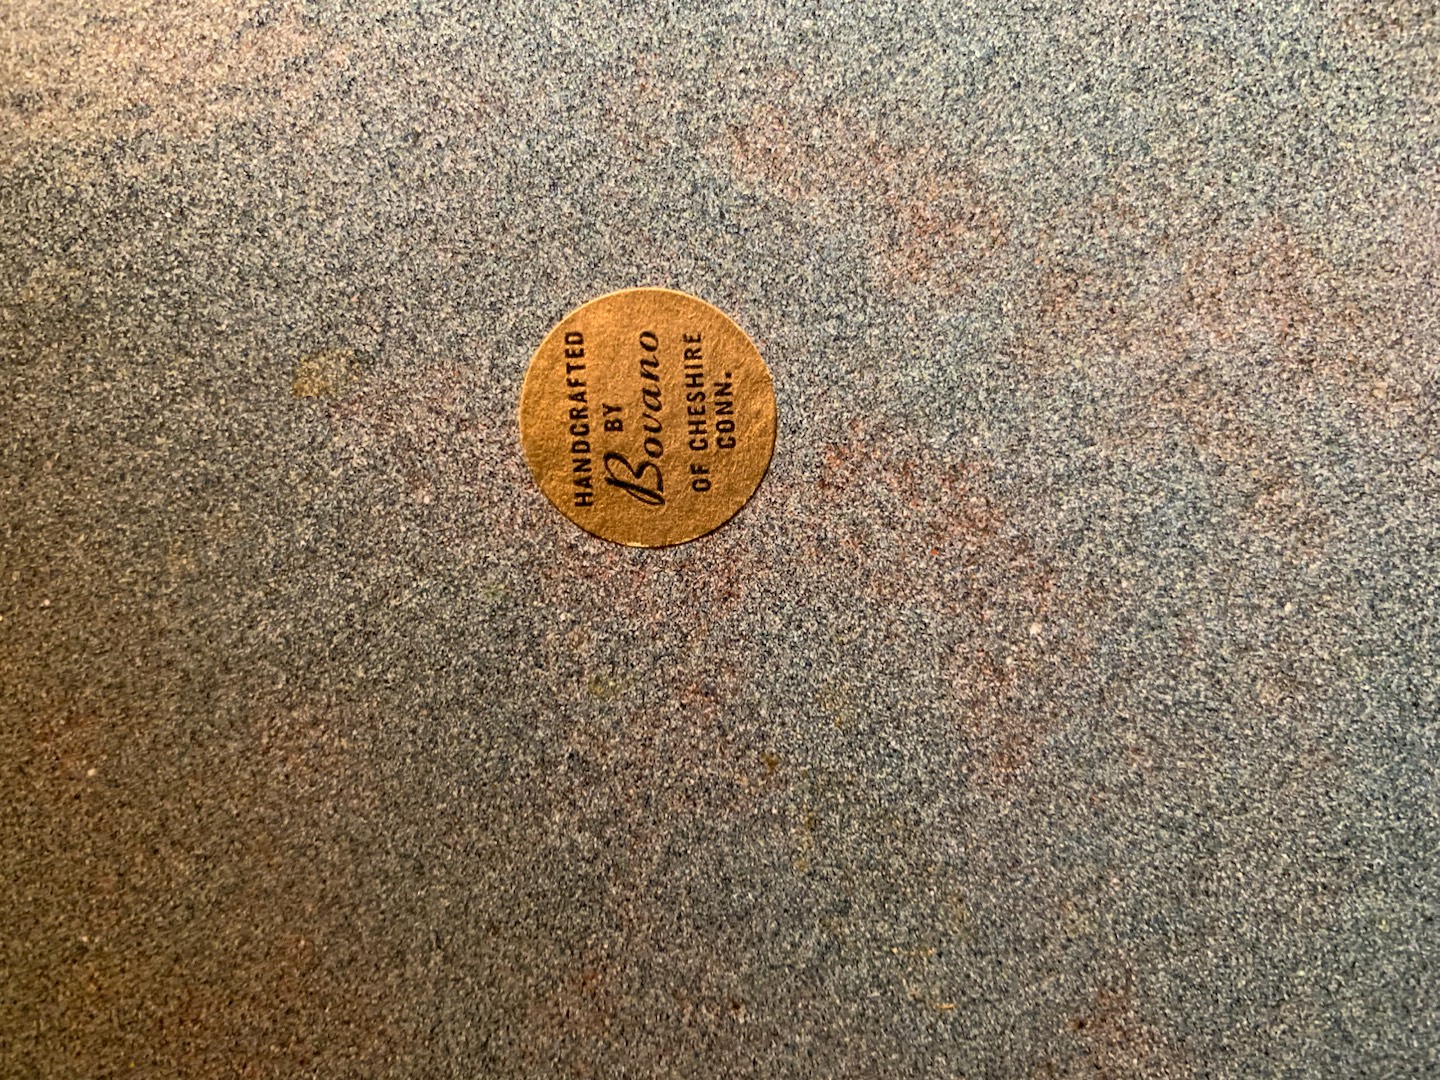 HANDCRAFTED
BY
Bovano
OF CHESHIRE
CONN.